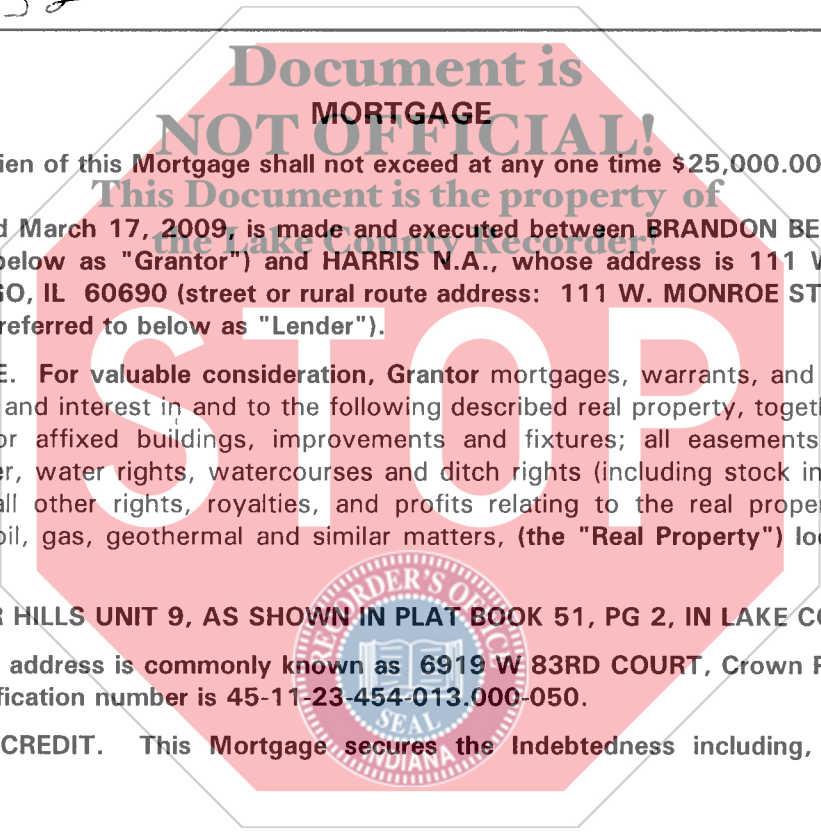 Document is
MORTGAGE
NOT OFFICIAL!
ien of this Mortgage shall not exceed at any one time $25,000.00
This Document is the property of
d March 17, 2009, is made and executed between BRANDON BE
the Lake County Recorder!
below as "Grantor") and HARRIS N.A., whose address is 111 W
GO, IL 60690 (street or rural route address: 111 W. MONROE ST
referred to below as "Lender").
STOP
E. For valuable consideration, Grantor mortgages, warrants, and
and interest in and to the following described real property, togeth
or affixed buildings, improvements and fixtures; all easements
er, water rights, watercourses and ditch rights (including stock in
all other rights, royalties, and profits relating to the real proper
oil, gas, geothermal and similar matters, (the "Real Property") loc
R HILLS UNIT 9, AS SHOWN IN PLAT BOOK 51, PG 2, IN LAKE CO
address is commonly known as 6919 W 83RD COURT, Crown P
fication number is 45-11-23-454-013.000-050.
CREDIT. This Mortgage secures the Indebtedness including,
RECORDER'S OFFICE
SEAL
INDIANA